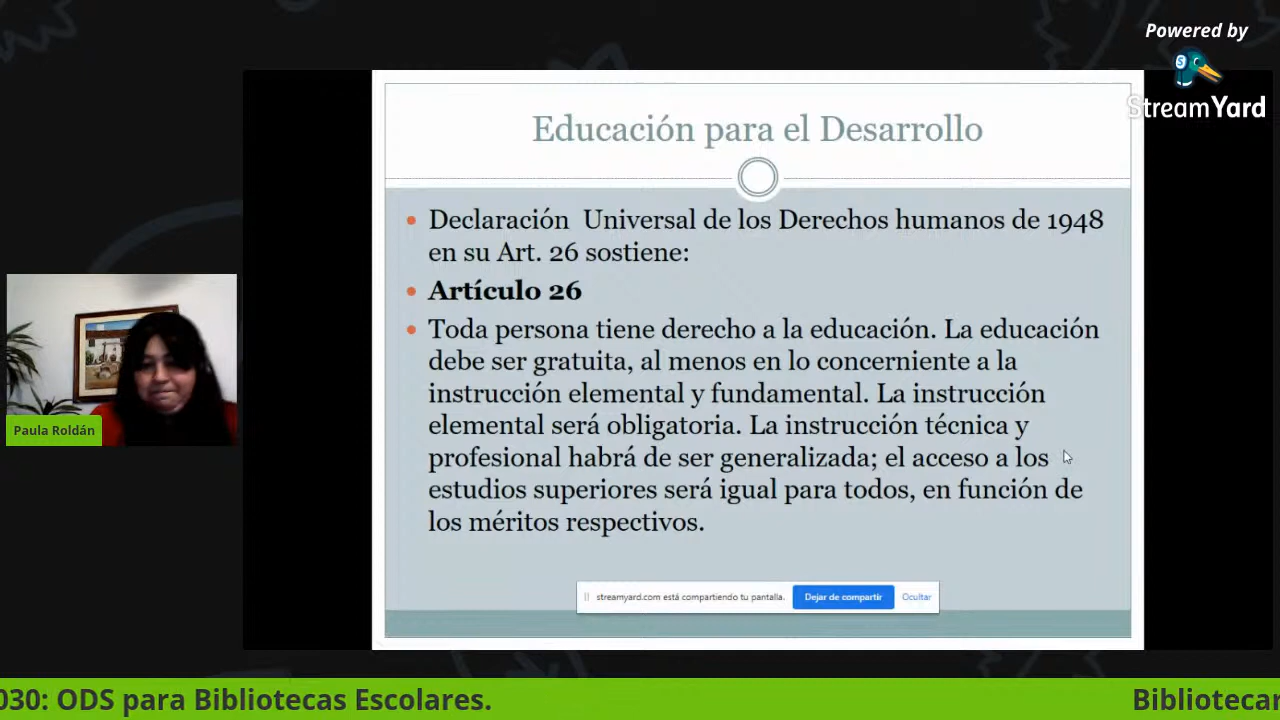 Powered by
StreamYard
Educación para el Desarrollo
Declaración Universal de los Derechos humanos de 1948
en su Art. 26 sostiene:
Artículo 26
Toda persona tiene derecho a la educación. La educación
debe ser gratuita, al menos en lo concerniente a la
instrucción elemental y fundamental. La instrucción
elemental será obligatoria. La instrucción técnica y
profesional habrá de ser generalizada; el acceso a los
estudios superiores será igual para todos, en función de
los méritos respectivos.
Paula Roldán
streamyard.com está compartiendo tu pantalla.
Dejar de compartir
Ocultar
030: ODS para Bibliotecas Escolares.
Bibliotecar